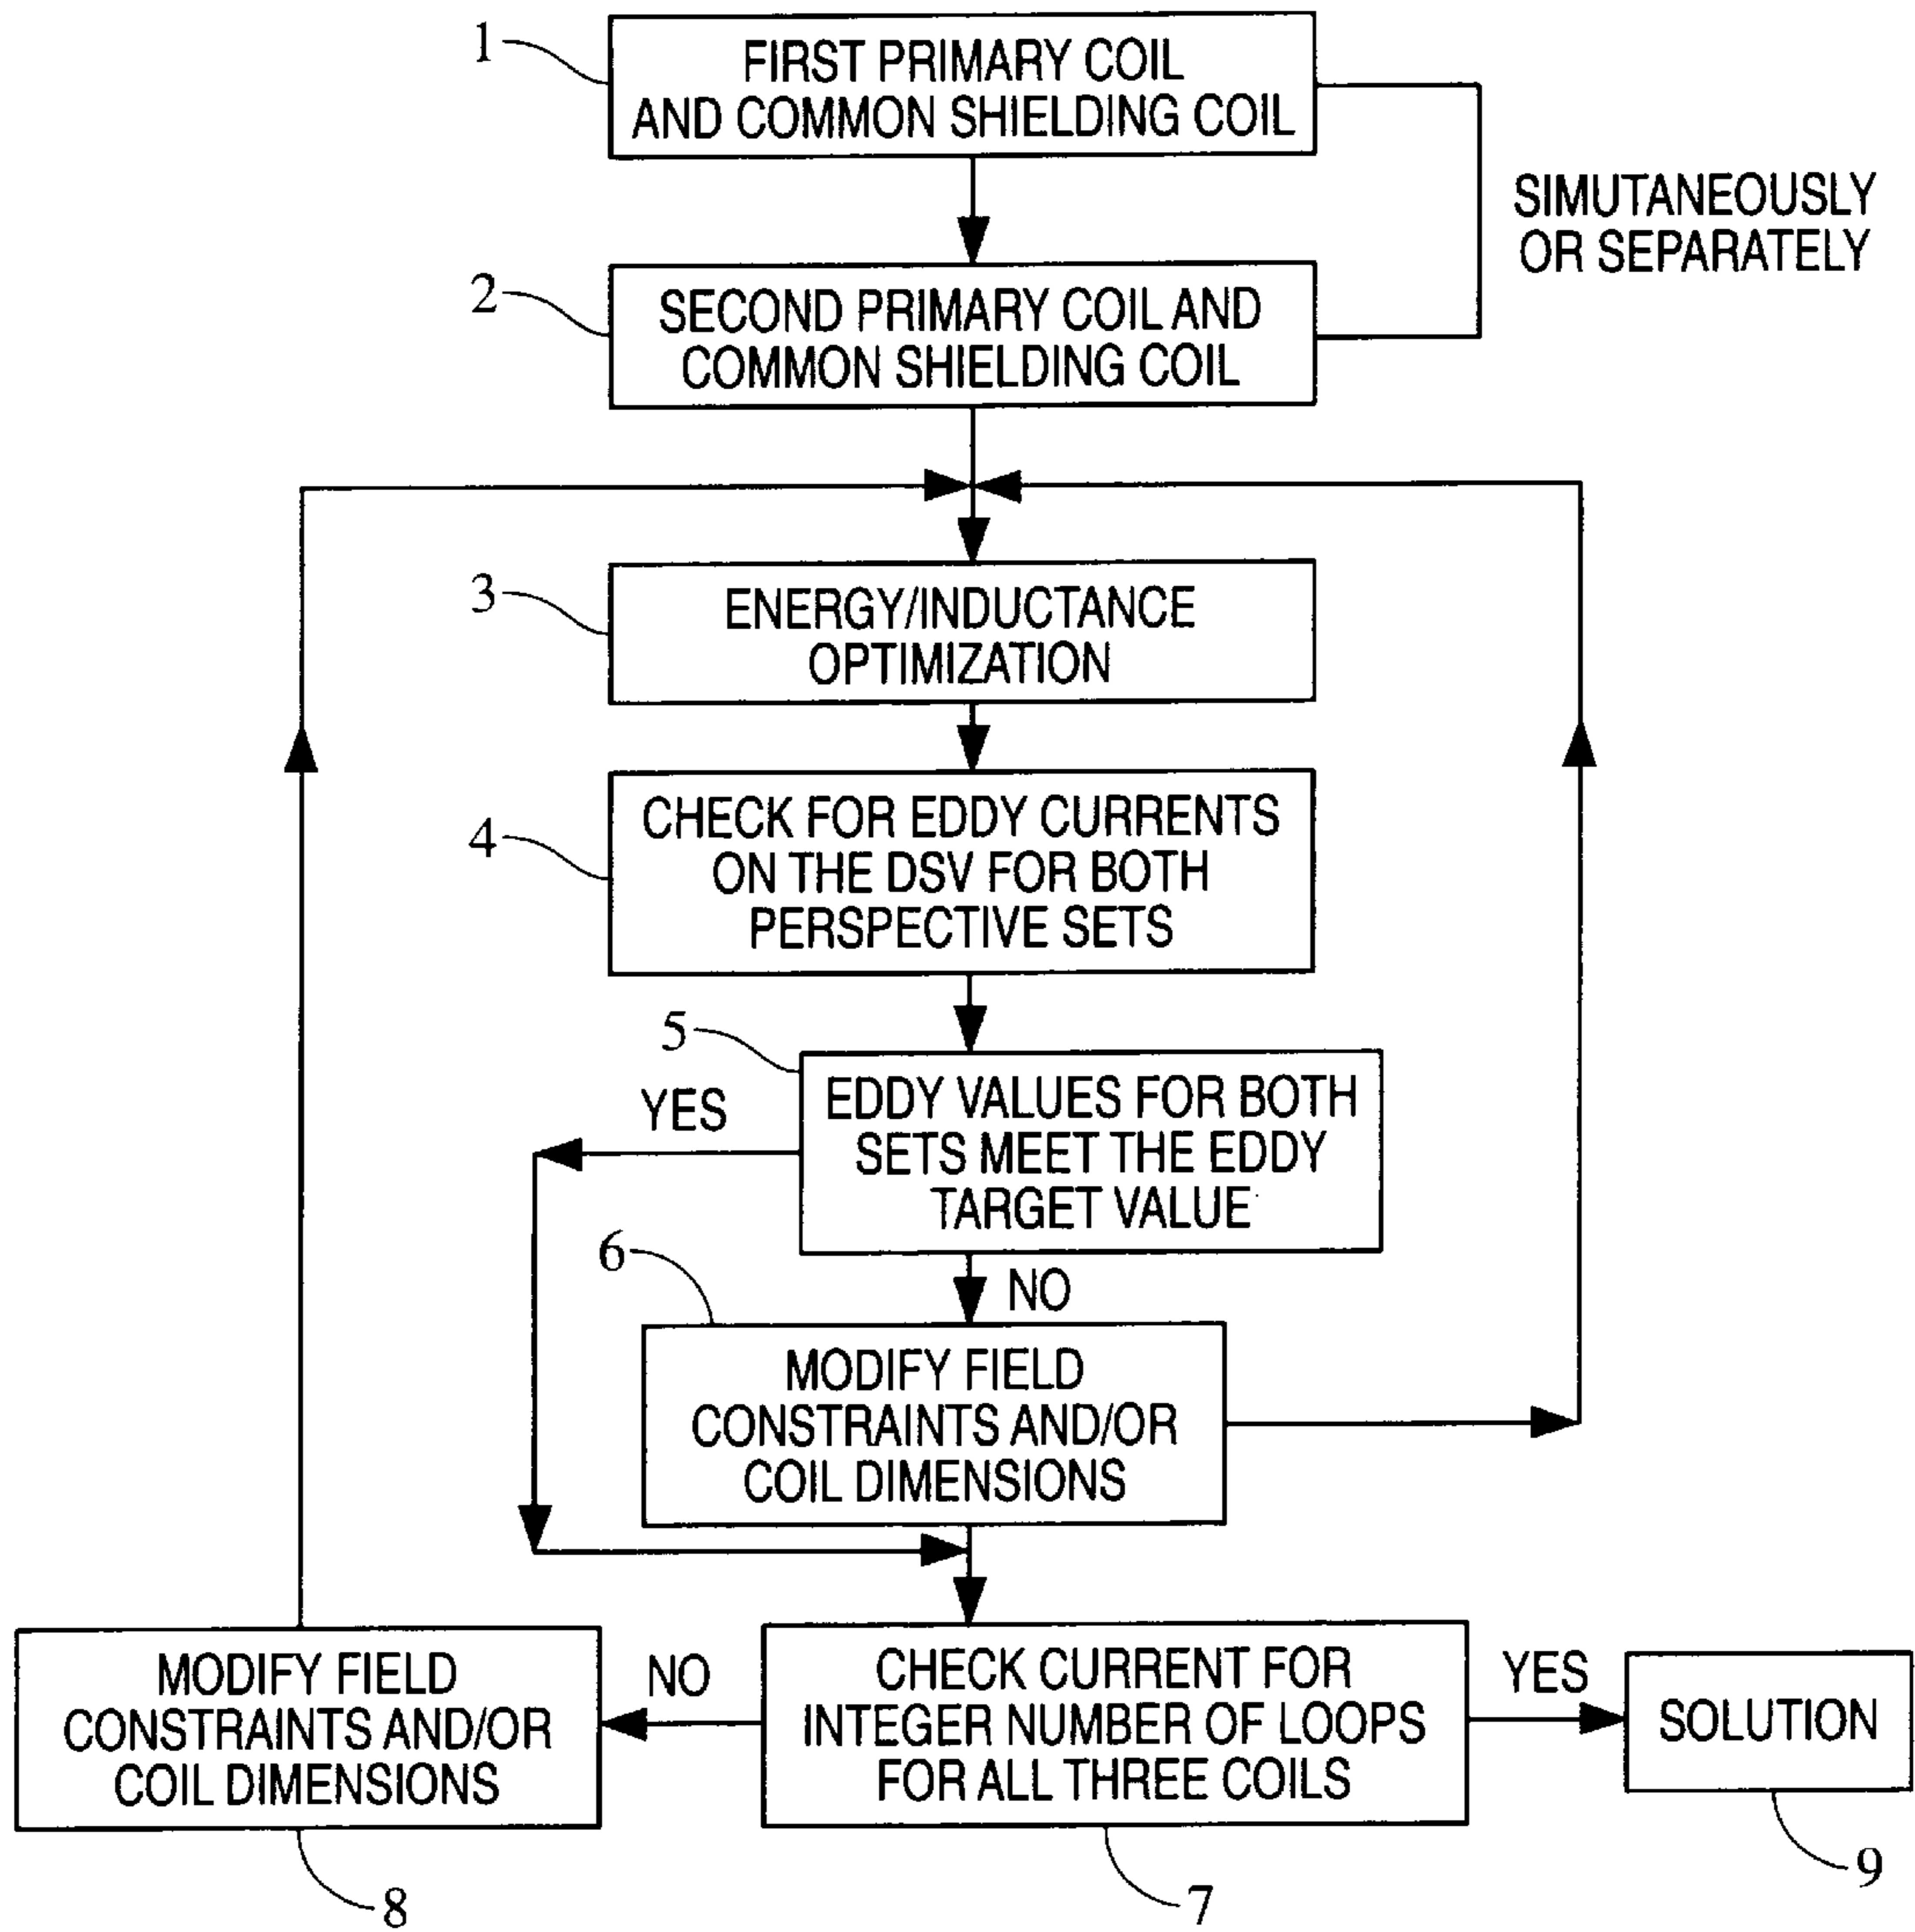 1
FIRST PRIMARY COIL
AND COMMON SHIELDING COIL
SIMUTANEOUSLY
OR SEPARATELY
2
SECOND PRIMARY COIL AND
COMMON SHIELDING COIL
3
ENERGY/INDUCTANCE
OPTIMIZATION
4
CHECK FOR EDDY CURRENTS
ON THE DSV FOR BOTH
PERSPECTIVE SETS
5
YES
EDDY VALUES FOR BOTH
SETS MEET THE EDDY
TARGET VALUE
6
NO
MODIFY FIELD
CONSTRAINTS AND/OR
COIL DIMENSIONS
MODIFY FIELD
CONSTRAINTS AND/OR
COIL DIMENSIONS
NO
CHECK CURRENT FOR
INTEGER NUMBER OF LOOPS
FOR ALL THREE COILS
YES
SOLUTION
8
7
9